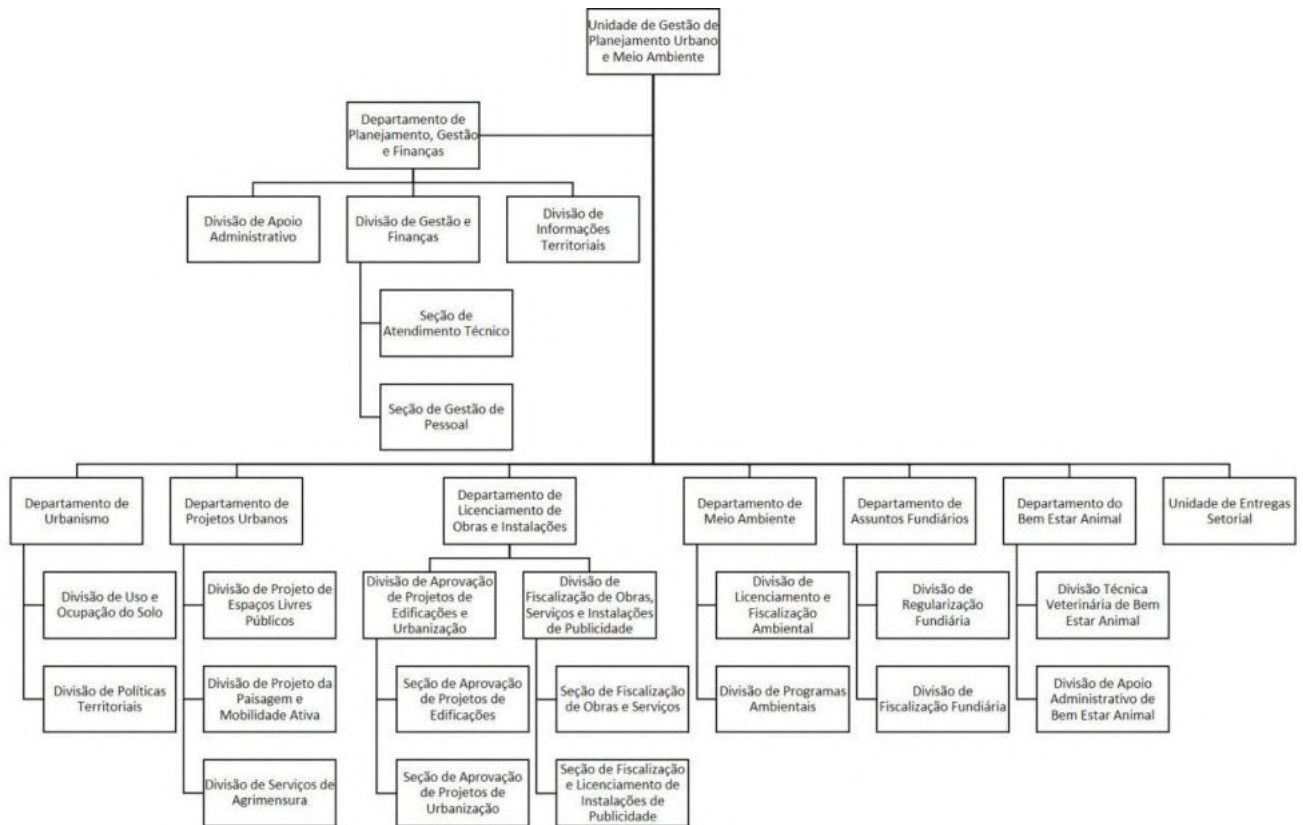 Unidade de Gestão de
Planejamento Urbano
e Meio Ambiente
Departamento de
Planejamento, Gestão
e Finanças
Divisão de Apoio
Administrativo
Divisão de Gestão e
Finanças
Divisão de
Informações
Territoriais
Seção de
Atendimento Técnico
Seção de Gestão de
Pessoal
Departamento de
Urbanismo
Departamento de
Projetos Urbanos
Departamento de
Licenciamento de
Obras e Instalações
Departamento de
Meio Ambiente
Departamento de
Assuntos Fundiários
Departamento do
Bem Estar Animal
Unidade de Entregas
Setorial
Divisão de Uso e
Ocupação do Solo
Divisão de Projeto de
Espaços Livres
Públicos
Divisão de Aprovação
de Projetos de
Edificações e
Urbanização
Divisão de
Fiscalização de Obras,
Serviços e Instalações
de Publicidade
Divisão de
Licenciamento e
Fiscalização
Ambiental
Divisão de
Regularização
Fundiária
Divisão Técnica
Veterinária de Bem
Estar Animal
Divisão de Políticas
Territoriais
Divisão de Projeto da
Paisagem e
Mobilidade Ativa
Seção de Aprovação
de Projetos de
Edificações
Seção de Fiscalização
de Obras e Serviços
Divisão de Programas
Ambientais
Divisão de
Fiscalização Fundiária
Divisão de Apoio
Administrativo de
Bem Estar Animal
Divisão de Serviços de
Agrimensura
Seção de Aprovação
de Projetos de
Urbanização
Seção de Fiscalização
e Licenciamento de
Instalações de
Publicidade